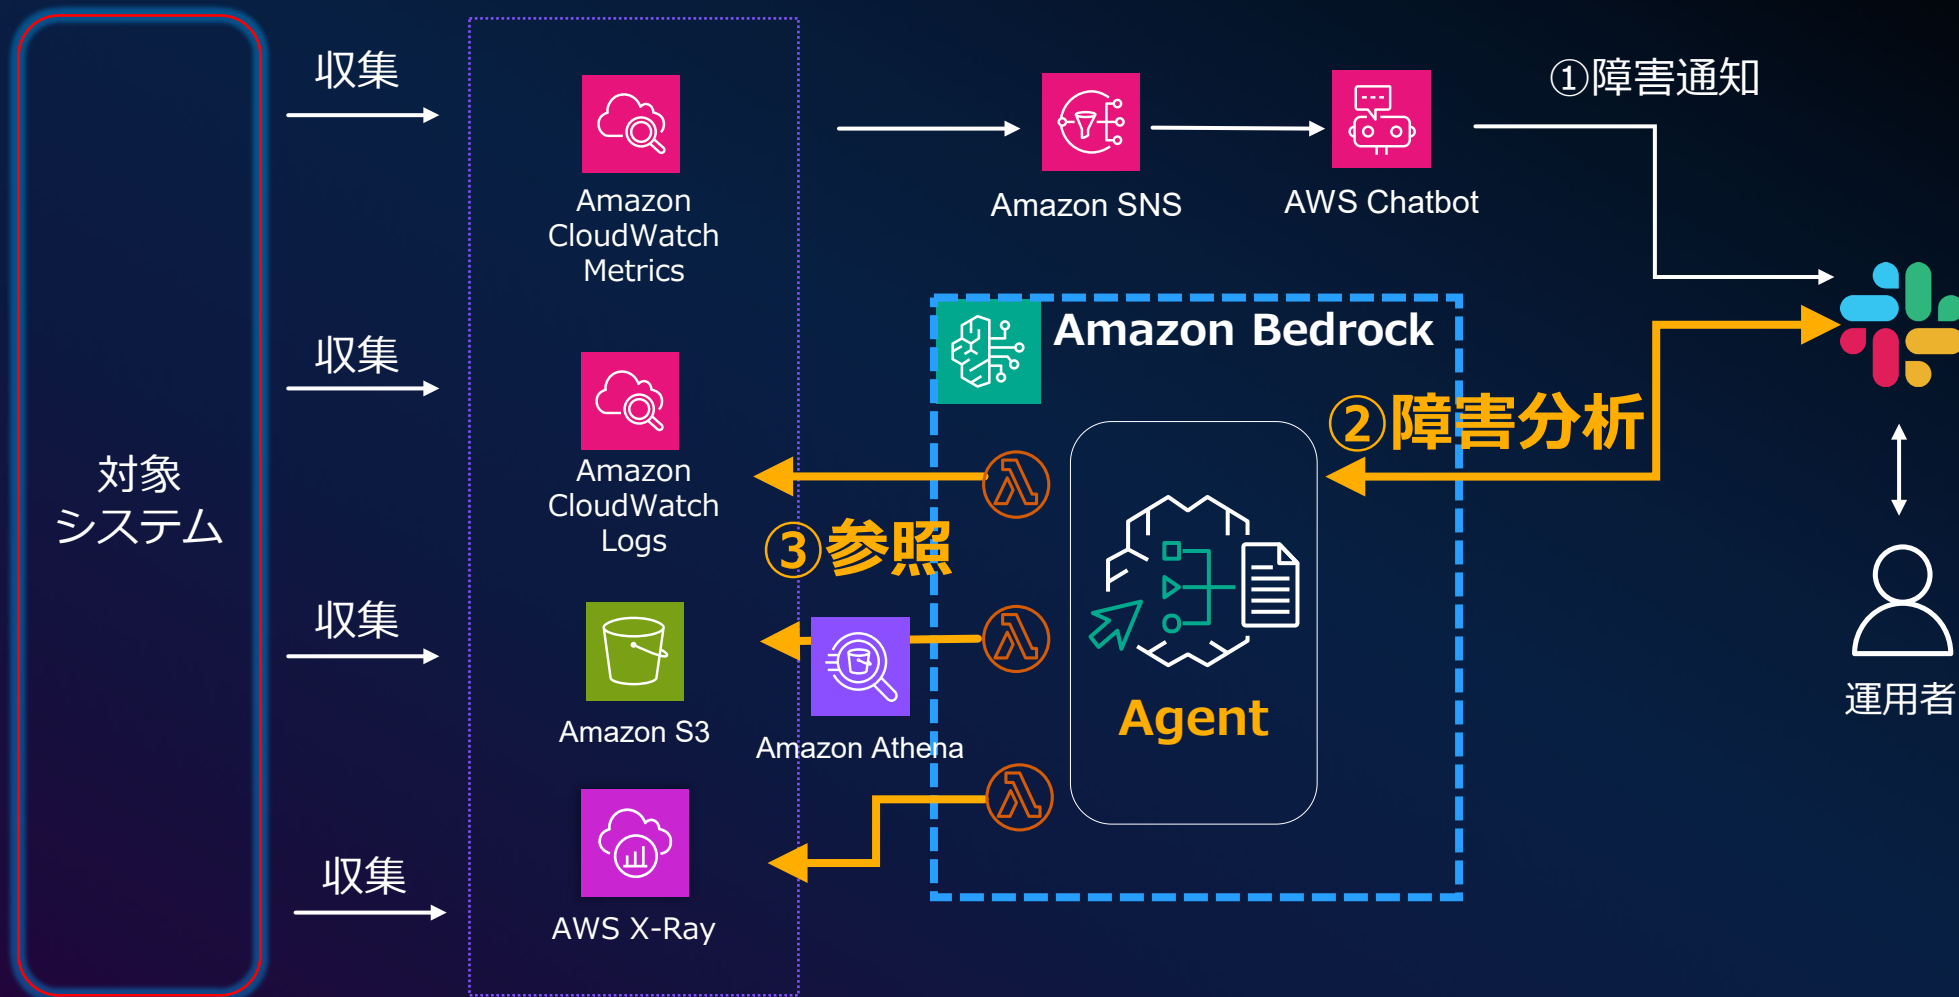 対象
システム
収集
収集
収集
収集
Amazon
CloudWatch
Metrics
Amazon
CloudWatch
Logs
Amazon S3
AWS X-Ray
Amazon SNS
AWS Chatbot
①障害通知
Amazon Bedrock
②障害分析
③参照
Amazon Athena
Agent
運用者